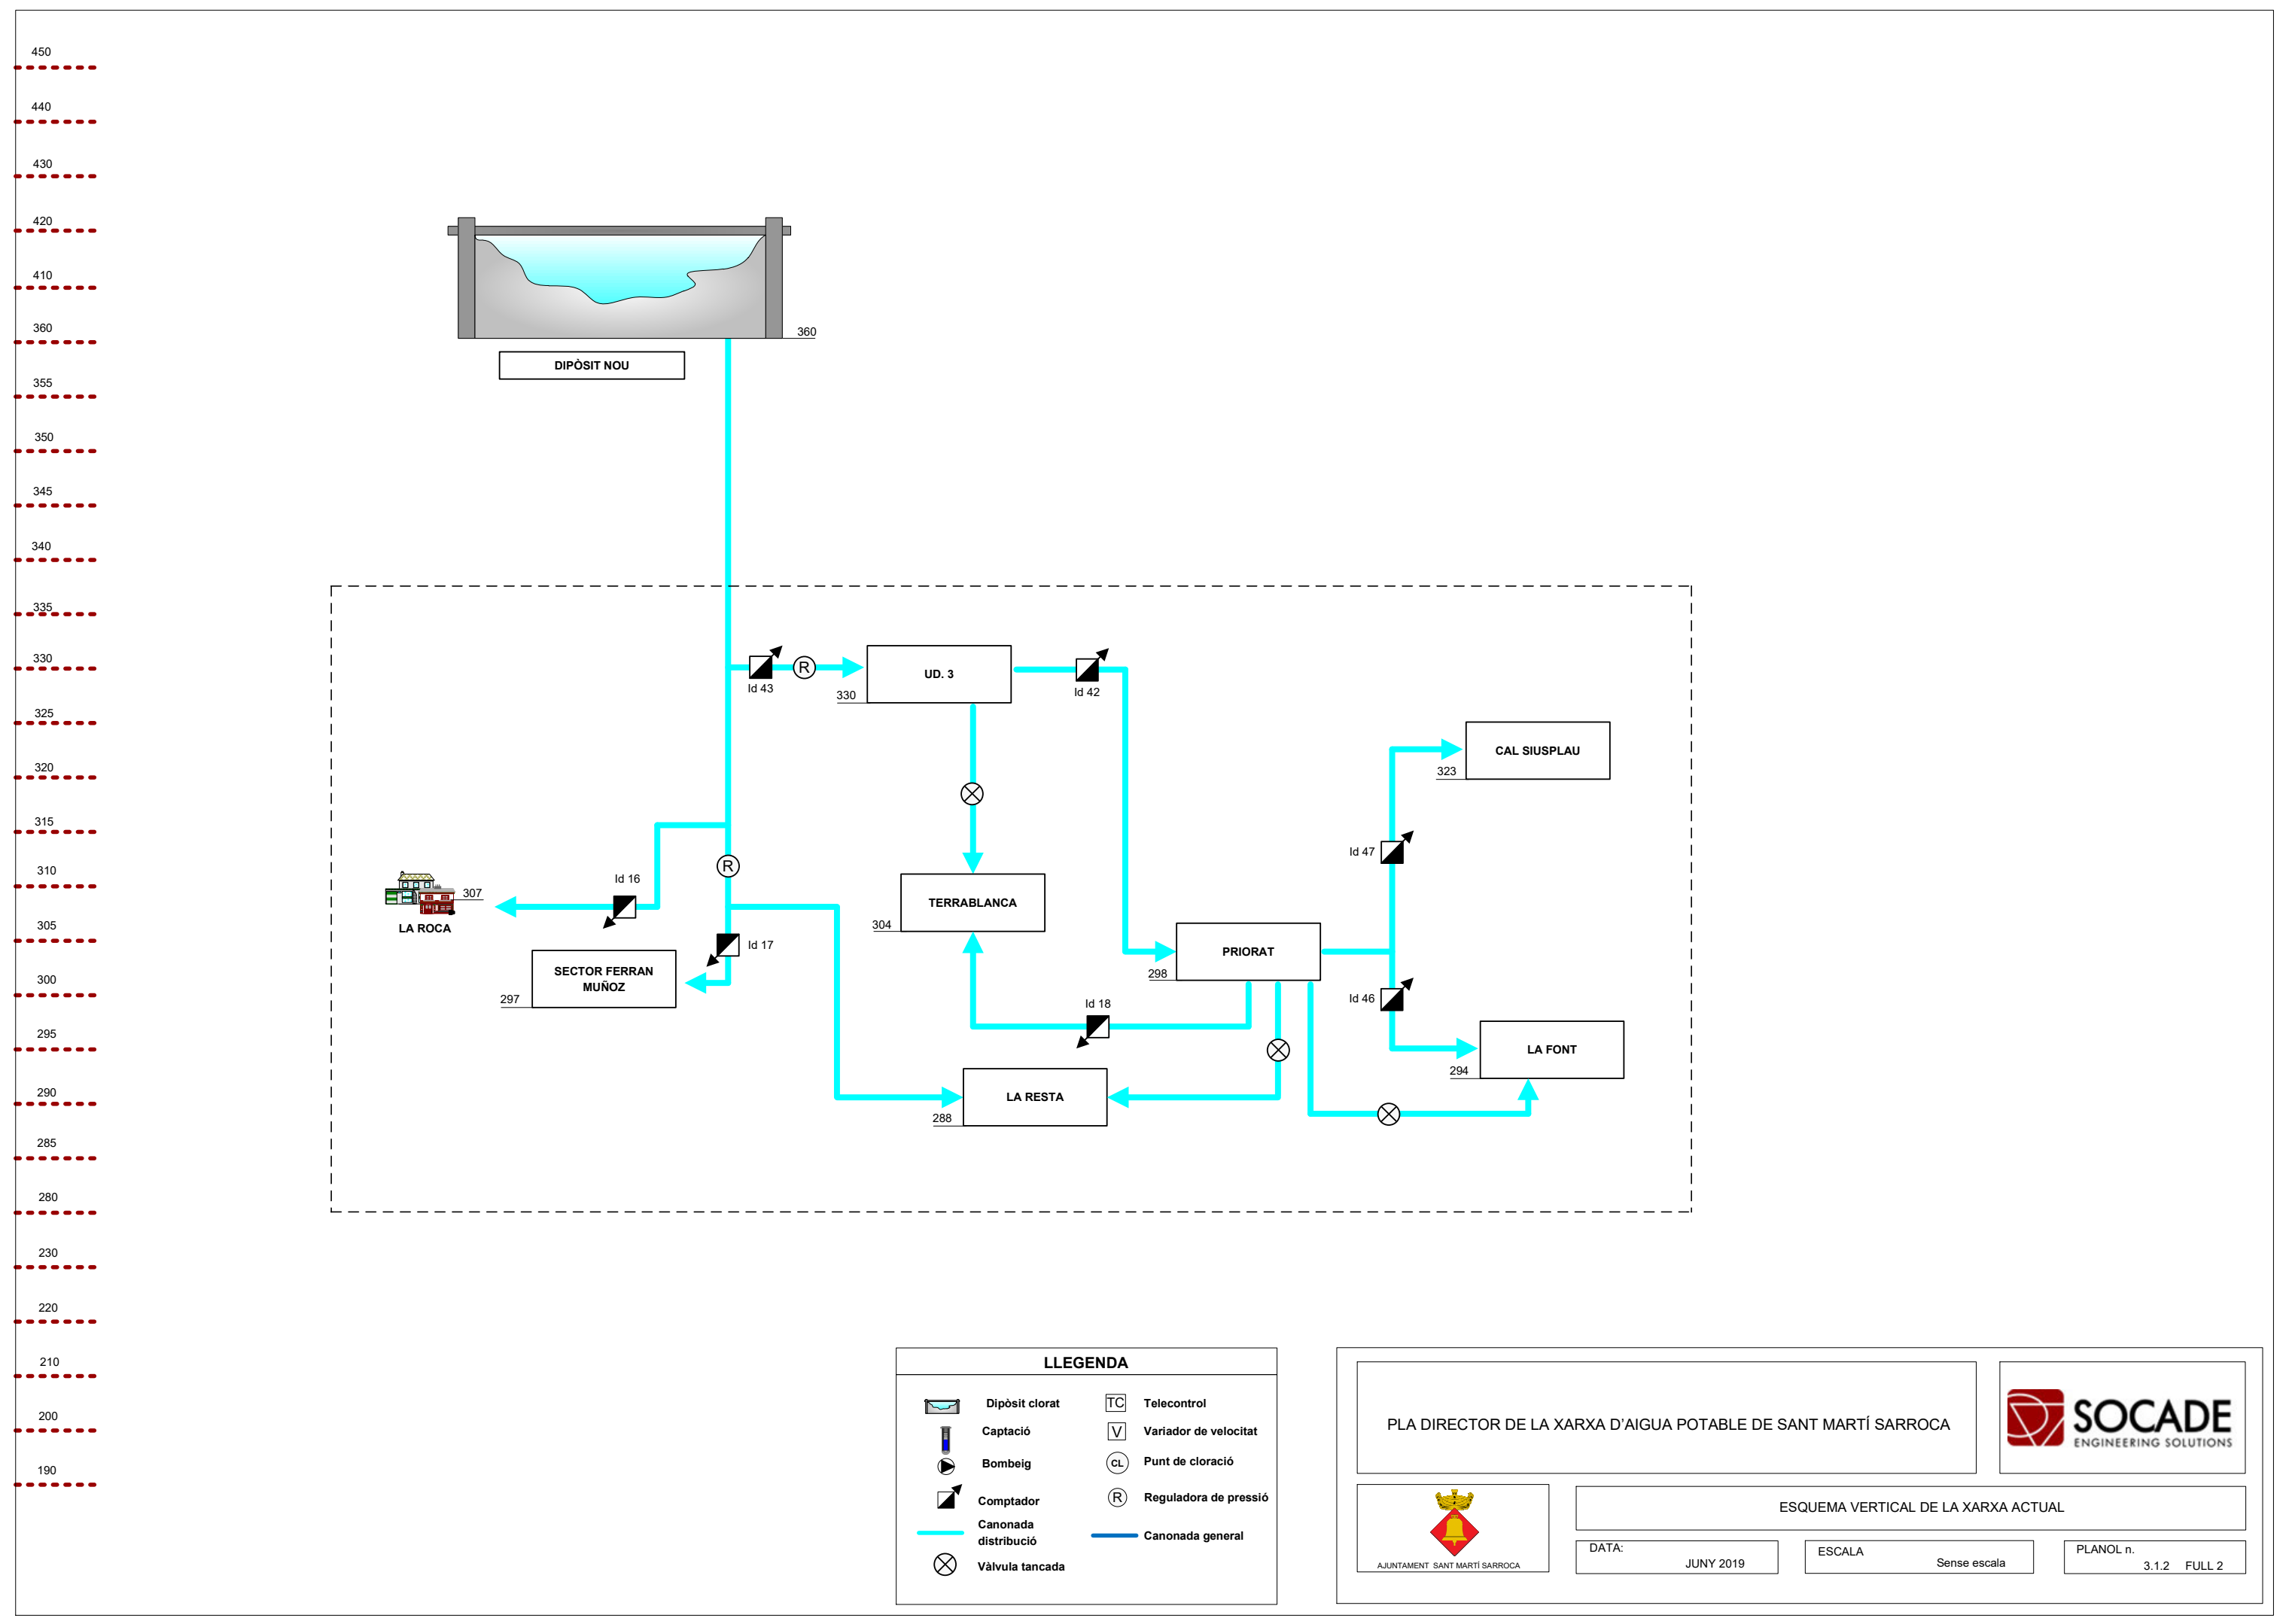 450
440
430
420
410
360
355
350
345
340
335
330
325
320
315
310
305
300
295
290
285
280
230
220
210
200
190
360
DIPÒSIT NOU
Id 43
R
UD. 3
330
Id 42
CAL SIUSPLAU
323
R
Id 47
Id 16
307
LA ROCA
TERRABLANCA
304
Id 17
PRIORAT
298
SECTOR FERRAN
MUÑOZ
297
Id 18
Id 46
LA FONT
294
LA RESTA
288
LLEGENDA
Dipòsit clorat
Captació
Bombeig
Comptador
Canonada
distribució
Vàlvula tancada
TC Telecontrol
V Variador de velocitat
CL Punt de cloració
R Reguladora de pressió
Canonada general
PLA DIRECTOR DE LA XARXA D'AIGUA POTABLE DE SANT MARTÍ SARROCA
SOCADE
ENGINEERING SOLUTIONS
AJUNTAMENT SANT MARTÍ SARROCA
ESQUEMA VERTICAL DE LA XARXA ACTUAL
DATA:
JUNY 2019
ESCALA
Sense escala
PLANOL n.
3.1.2 FULL 2